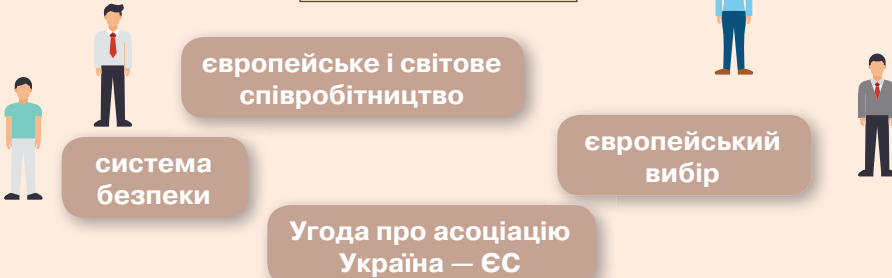 європейське і світове
співробітництво
система
безпеки
європейський
вибір
Угода про асоціацію
Україна — ЄС